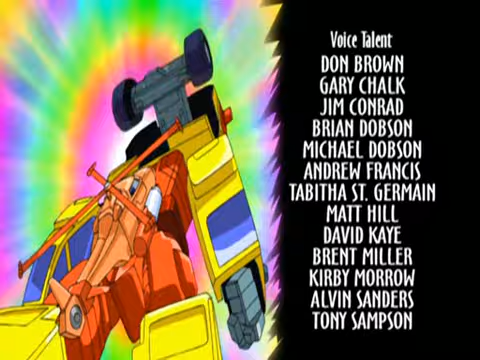 Voice Talent
DON BROWN
GARY CHALK
JIM CONRAD
BRIAN DOBSON
MICHAEL DOBSON
ANDREW FRANCIS
TABITHA ST. GERMAIN
MATT HILL
DAVID KAYE
BRENT MILLER
KIRBY MORROW
ALVIN SANDERS
TONY SAMPSON